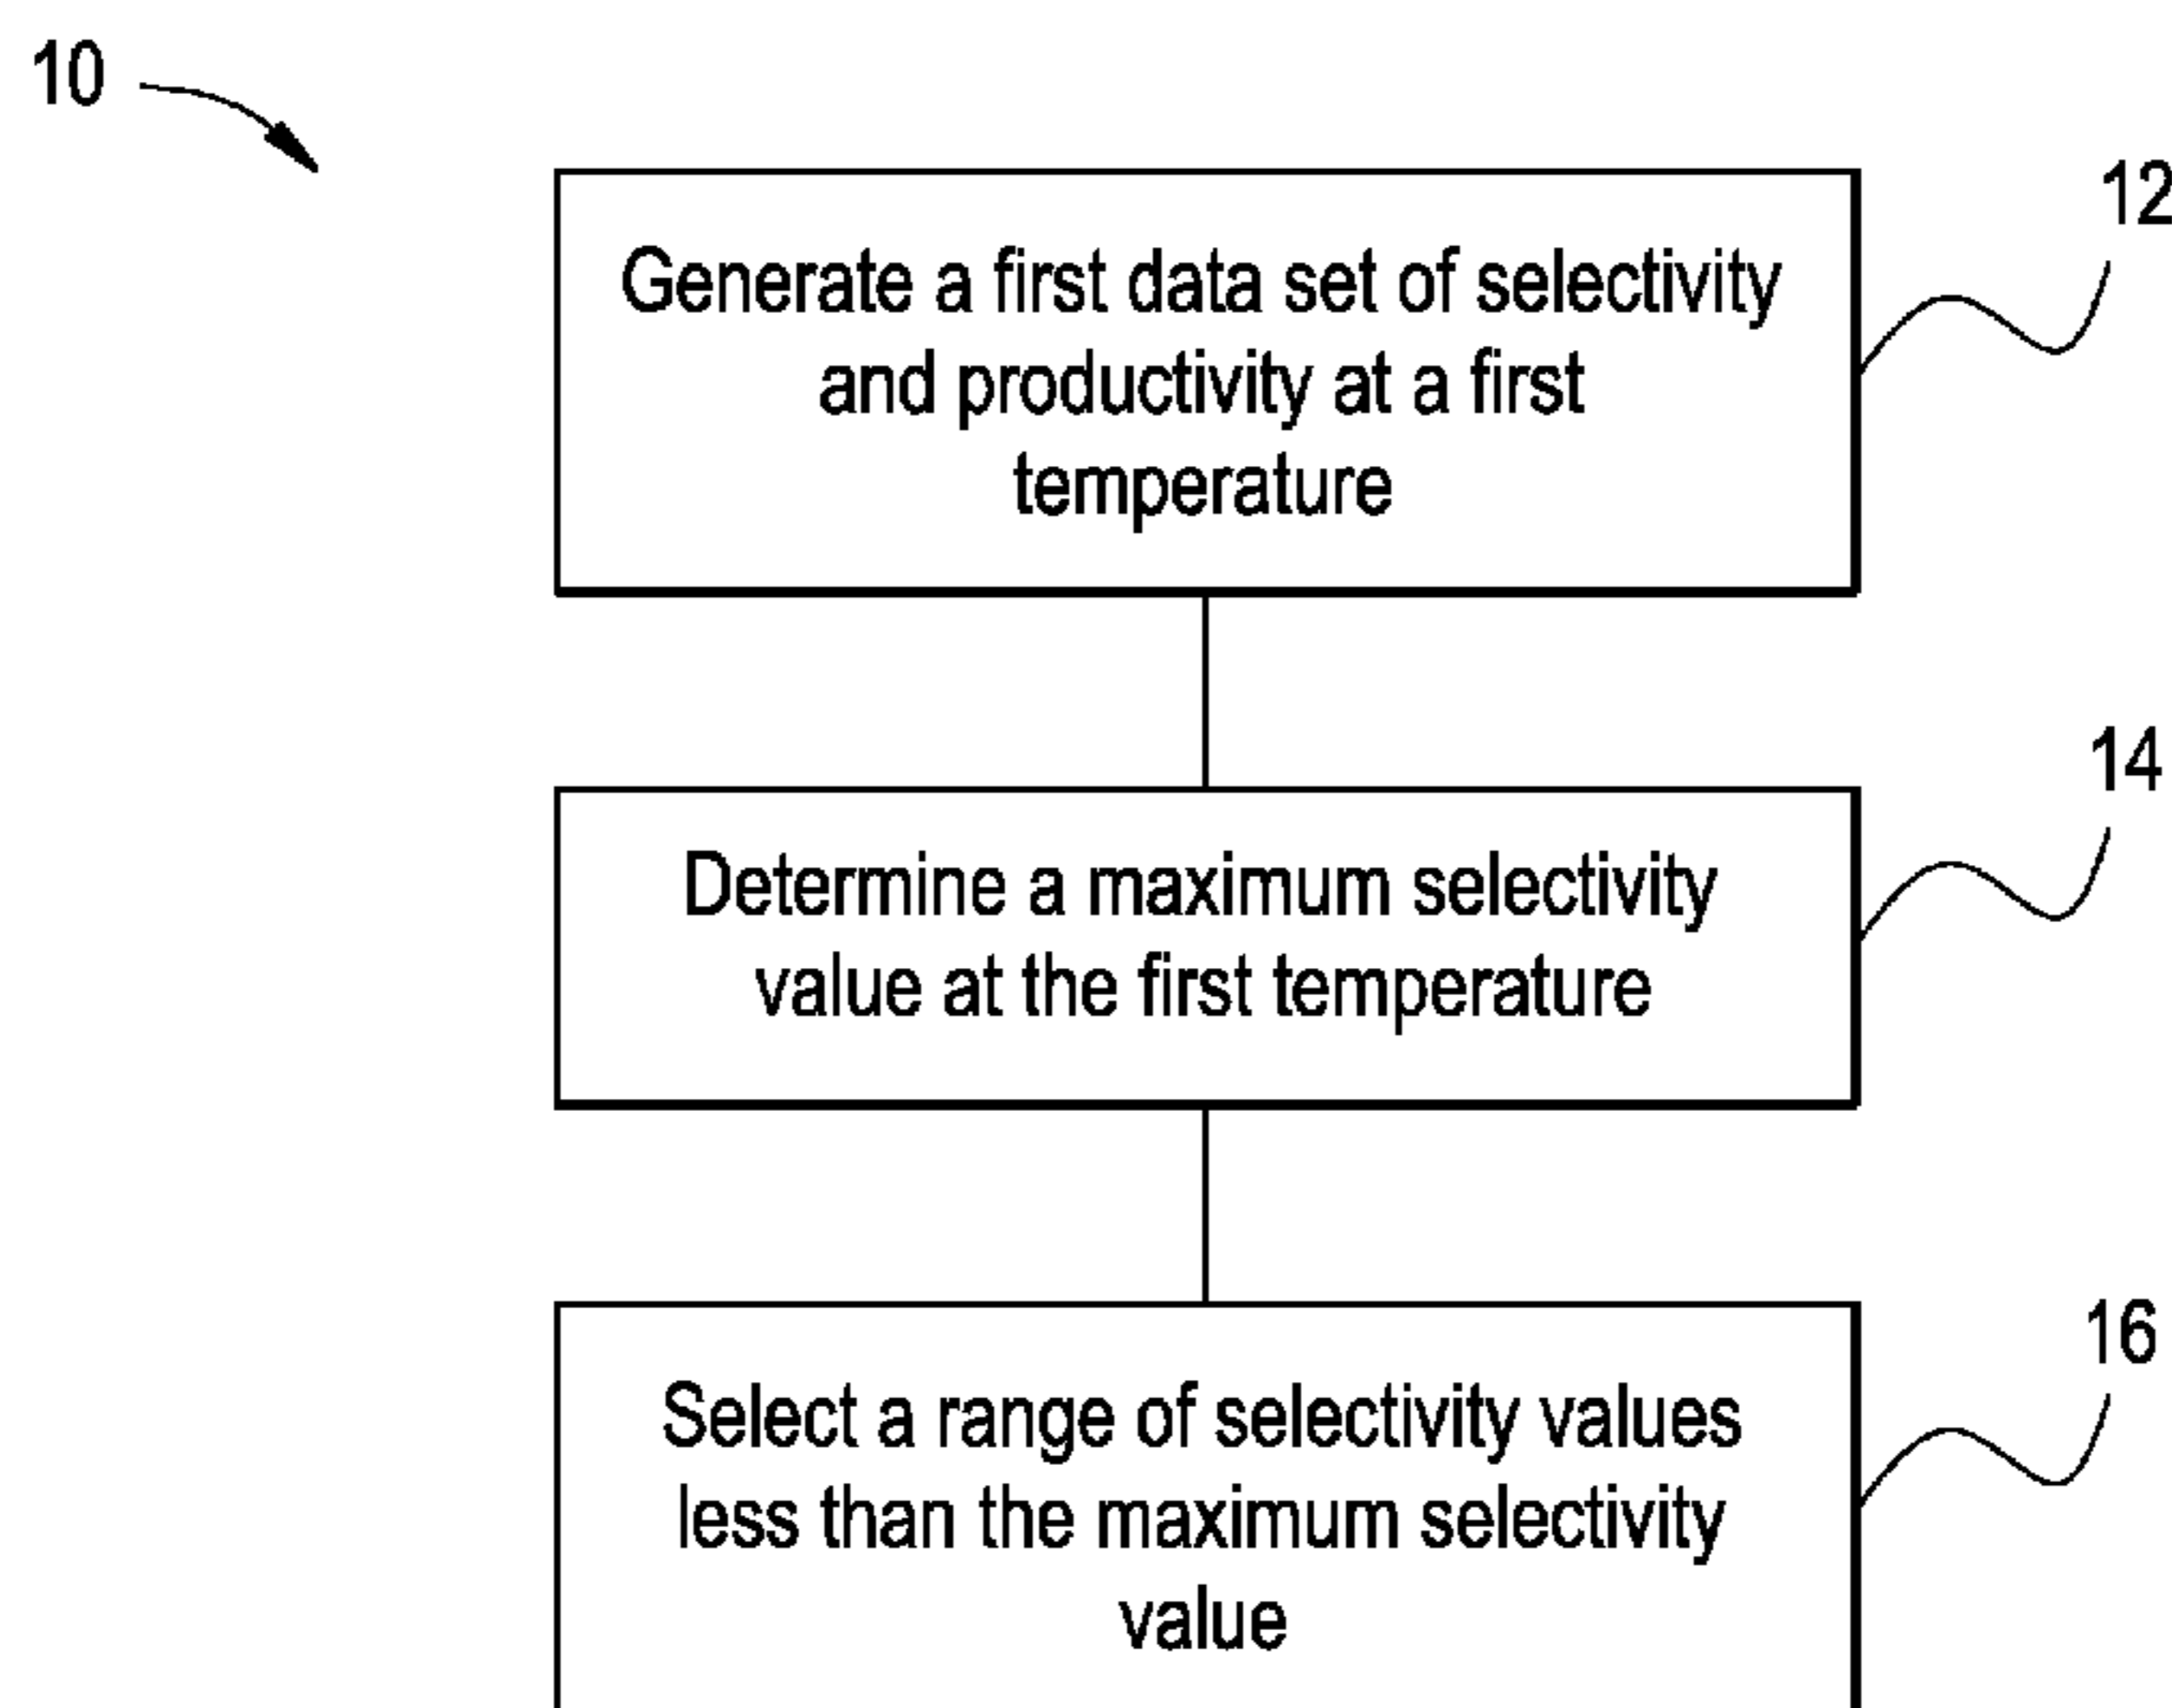 10
12
Generate a first data set of selectivity
and productivity at a first
temperature
14
Determine a maximum selectivity
value at the first temperature
16
Select a range of selectivity values
less than the maximum selectivity
value